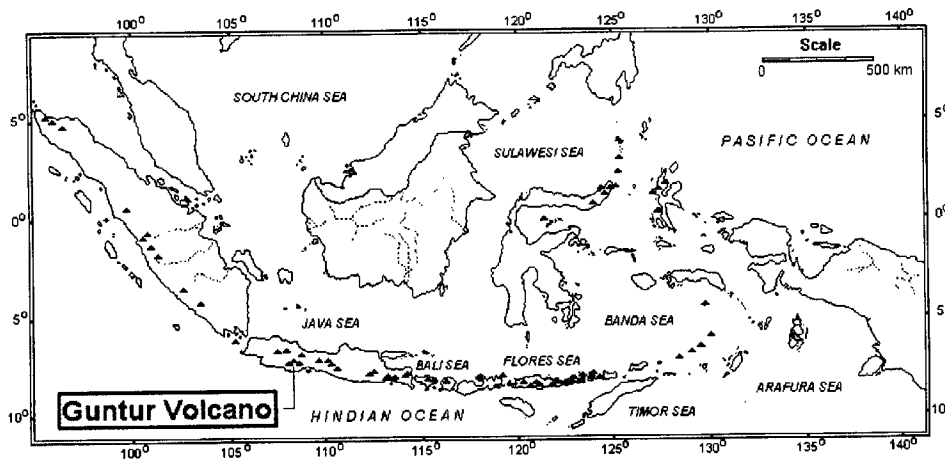 100° 105° 110° 115° 120° 125° 130° 135° 140°
Scale
0 500 km
SOUTH CHINA SEA
5° 5°
SULAWESI SEA
PASIFIC OCEAN
0° 0°
JAVA SEA
BANDA SEA
5° 5°
BALI SEA
FLORES SEA
ARAFURA SEA
Guntur Volcano
HINDIAN OCEAN
TIMOR SEA
10° 10°
100° 105° 110° 115° 120° 125° 130° 135° 140°